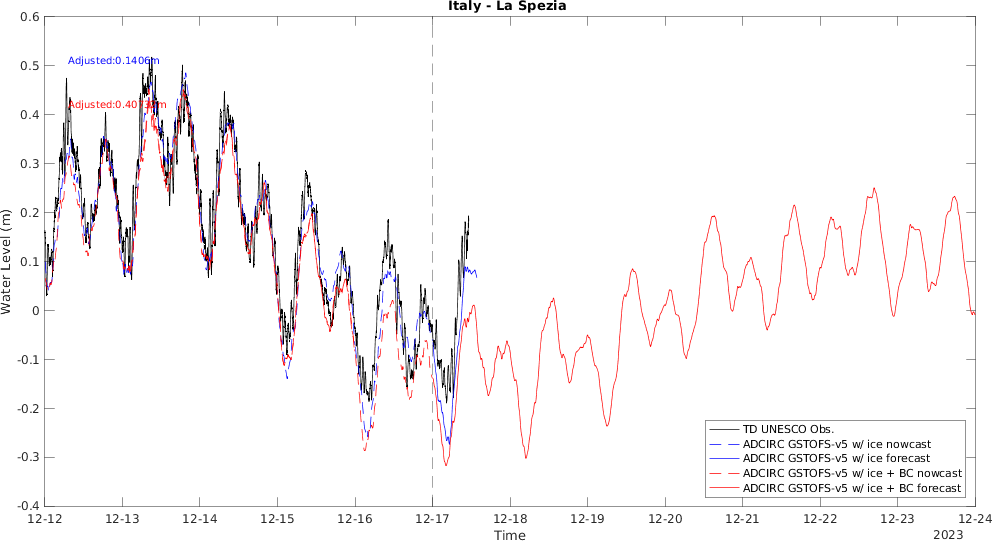 Italy - La Spezia
Adjusted:0.1406m
Water Level (m)
0.6
0.5
0.4
0.3
0.2
0.1
0
-0.1
-0.2
-0.3
-0.4
TD UNESCO Obs.
ADCIRC GSTOFS-v5 w/ ice nowcast
ADCIRC GSTOFS-v5 w/ ice forecast
ADCIRC GSTOFS-v5 w/ ice + BC nowcast
ADCIRC GSTOFS-v5 w/ ice + BC forecast
12-12 12-13 12-14 12-15 12-16 12-17 12-18 12-19 12-20 12-21 12-22 12-23 12-24
Time
2023